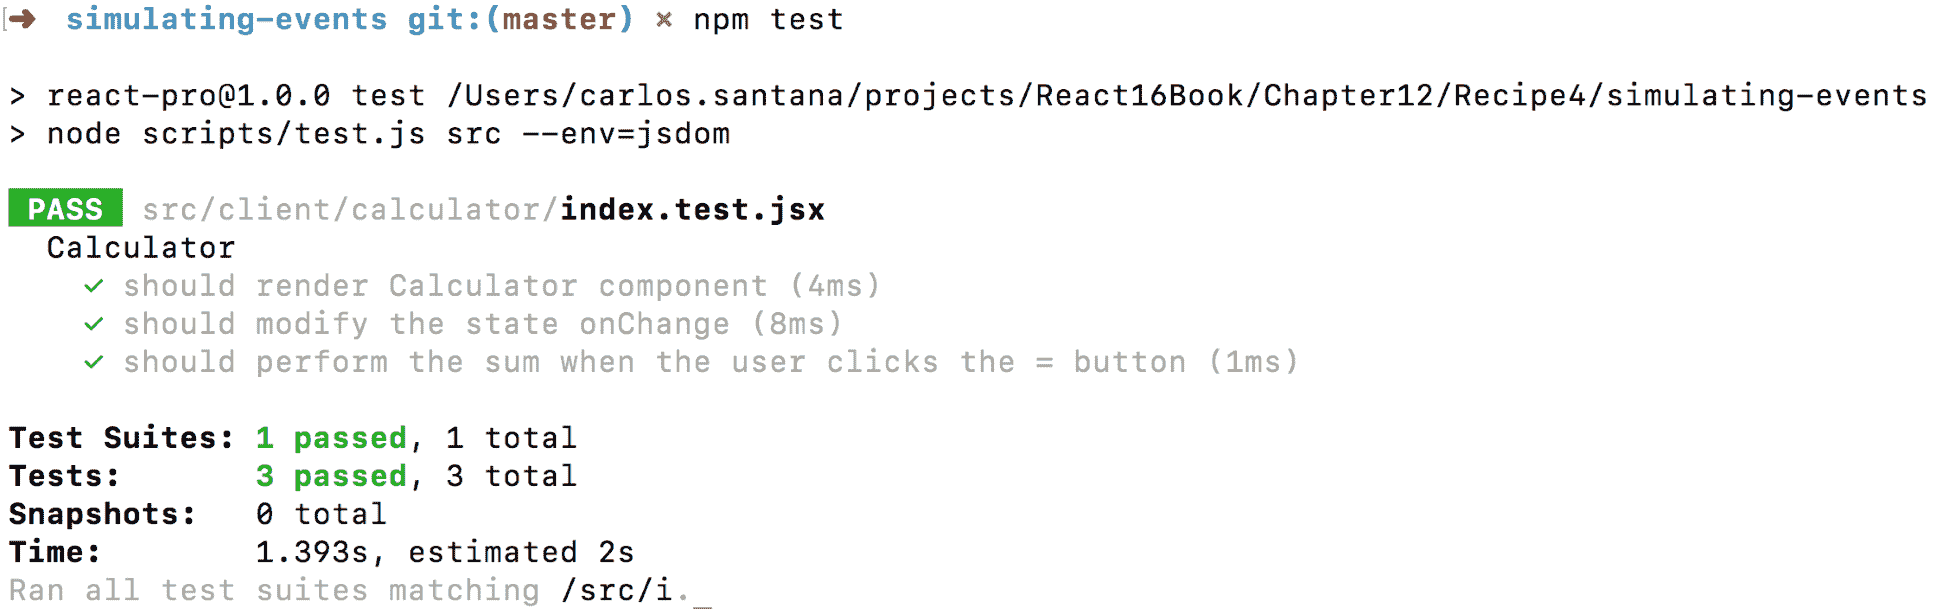 ➜ simulating-events git:(master) ✗ npm test
> react-pro@1.0.0 test /Users/carlos.santana/projects/React16Book/Chapter12/Recipe4/simulating-events
> node scripts/test.js src --env=jsdom
PASS src/client/calculator/index.test.jsx
Calculator
✓ should render Calculator component (4ms)
✓ should modify the state onChange (8ms)
✓ should perform the sum when the user clicks the = button (1ms)
Test Suites: 1 passed, 1 total
Tests: 3 passed, 3 total
Snapshots: 0 total
Time: 1.393s, estimated 2s
Ran all test suites matching /src/i.